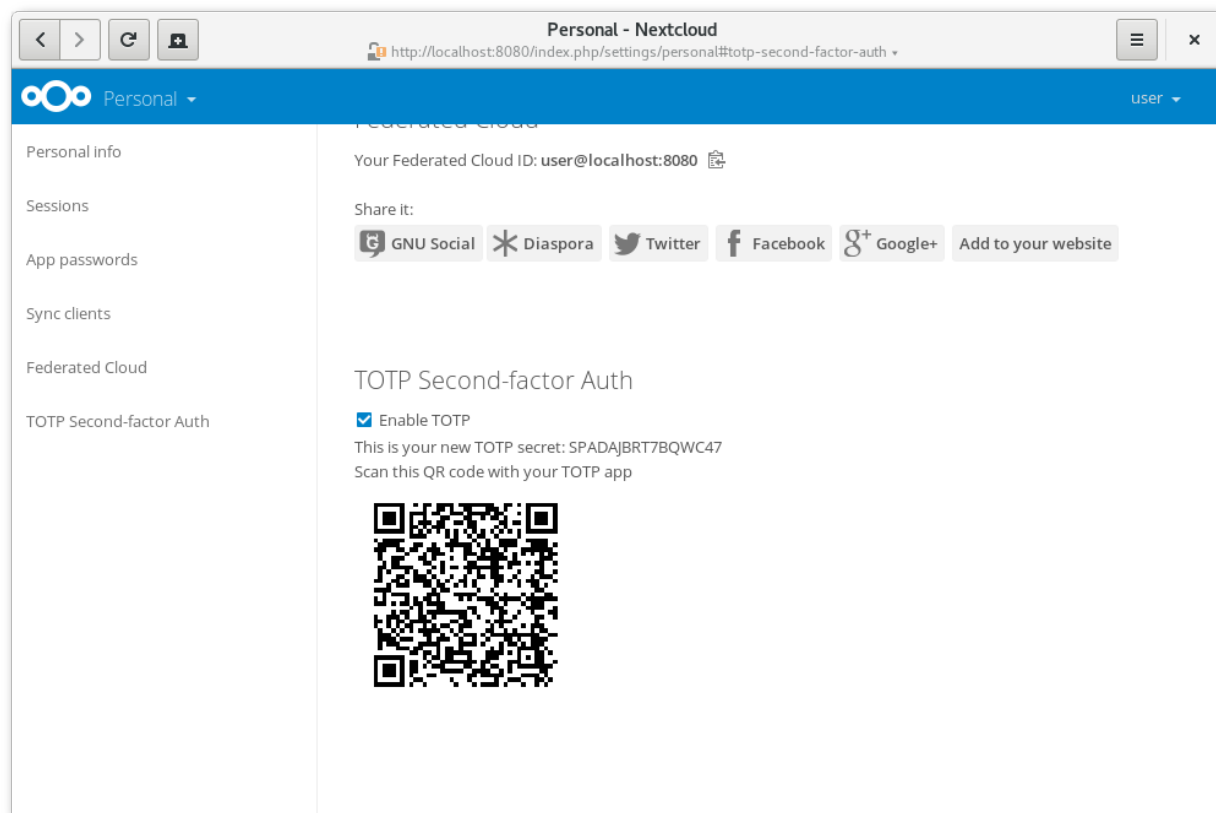 Personal - Nextcloud
http://localhost:8080/index.php/settings/personal#totp-second-factor-auth
Personal
user
Personal info
Sessions
App passwords
Sync clients
Federated Cloud
TOTP Second-factor Auth
Federated Cloud
Your Federated Cloud ID: user@localhost:8080
Share it:
GNU Social Diaspora Twitter Facebook Google+ Add to your website
TOTP Second-factor Auth
Enable TOTP
This is your new TOTP secret: SPADAJBRT7BQWC47
Scan this QR code with your TOTP app